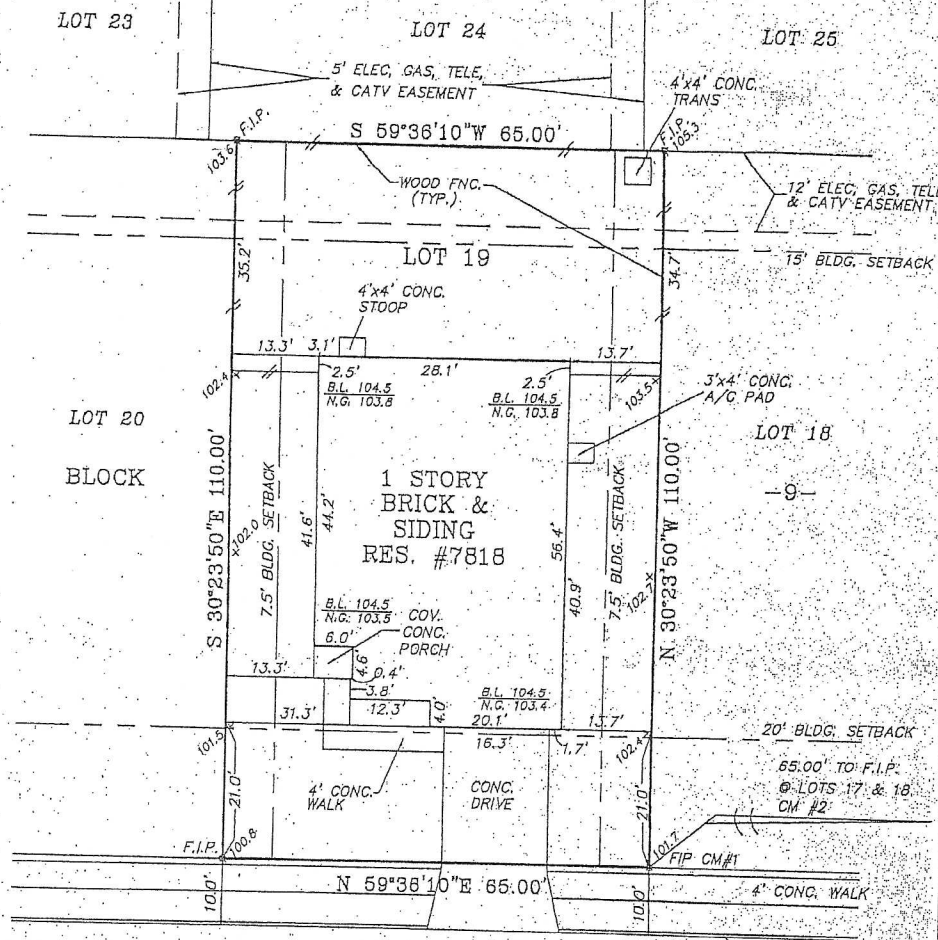 LOT 23
LOT 24
LOT 25
5' ELEC, GAS, TELE,
& CATV EASEMENT
4'x4' CONC.
TRANS
F.I.P.
103.6
S 59°36'10"W 65.00'
F.I.P.
105.3
WOOD FNC.
(TYP.)
12' ELEC, GAS, TELE
& CATV EASEMENT
35.2'
LOT 19
34.7'
15' BLDG. SETBACK
4'x4' CONC.
STOOP
13.3'
3.1'
13.7'
102.4
2.5'
28.1'
2.5'
103.5
B.L. 104.5
N.G. 103.8
B.L. 104.5
N.G. 103.8
3'x4' CONC.
A/C PAD
LOT 20
LOT 18
BLOCK
-9-
S 30°23'50"E 110.00'
102.0
7.5' BLDG. SETBACK
41.6'
44.2'
1 STORY
BRICK &
SIDING
RES. #7818
56.4'
40.9'
7.5' BLDG. SETBACK
102.7
N 30°23'50"W 110.00'
B.L. 104.5
N.G. 103.5
COV.
CONC.
PORCH
6.0'
4.6'
0.4'
13.3'
3.8'
12.3'
4.0'
B.L. 104.5
N.G. 103.4
31.3'
20.1'
13.7'
101.5
16.3'
1.7'
102.4
20' BLDG. SETBACK
21.0'
4' CONC.
WALK
CONC.
DRIVE
21.0'
65.00' TO F.I.P.
@ LOTS 17 & 18
CM #2
F.I.P.
100.8
101.7
FIP CM#1
10.0'
N 59°36'10"E 65.00'
10.0'
4' CONC. WALK